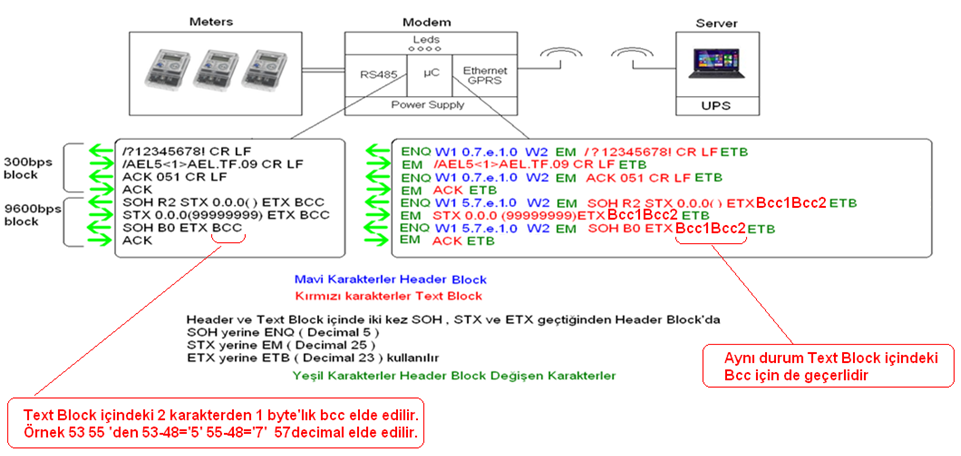 Meters
Modem
Server
Leds
RS485
µC
Ethernet
GPRS
Power Supply
UPS
300bps
block
9600bps
block
/?12345678! CR LF
/AEL5<1>AEL.TF.09 CR LF
ACK 051 CR LF
ACK
SOH R2 STX 0.0.0( ) ETX BCC
STX 0.0.0(99999999) ETX BCC
SOH B0 ETX BCC
ACK
ENQ W1 0.7.e.1.0 W2 EM /?12345678! CR LF ETB
EM /AEL5<1>AEL.TF.09 CR LF ETB
ENQ W1 0.7.e.1.0 W2 EM ACK 051 CR LF ETB
EM ACK ETB
ENQ W1 5.7.e.1.0 W2 EM SOH R2 STX 0.0.0() ETX Bcc1Bcc2 ETB
EM STX 0.0.0 (99999999)ETX Bcc1Bcc2 ETB
ENQ W1 5.7.e.1.0 W2 EM SOH B0 ETX Bcc1Bcc2 ETB
EM ACK ETB
Mavi Karakterler Header Block
Kırmızı karakterler Text Block
Header ve Text Block içinde iki kez SOH , STX ve ETX geçtiğinden Header Block'da
SOH yerine ENQ ( Decimal 5 )
STX yerine EM ( Decimal 25 )
ETX yerine ETB ( Decimal 23 ) kullanılır
Yeşil Karakterler Header Block Değişen Karakterler
Aynı durum Text Block içindeki
Bcc için de geçerlidir
Text Block içindeki 2 karakterden 1 byte'lık bcc elde edilir.
Örnek 53 55 'den 53-48='5' 55-48='7' 57decimal elde edilir.